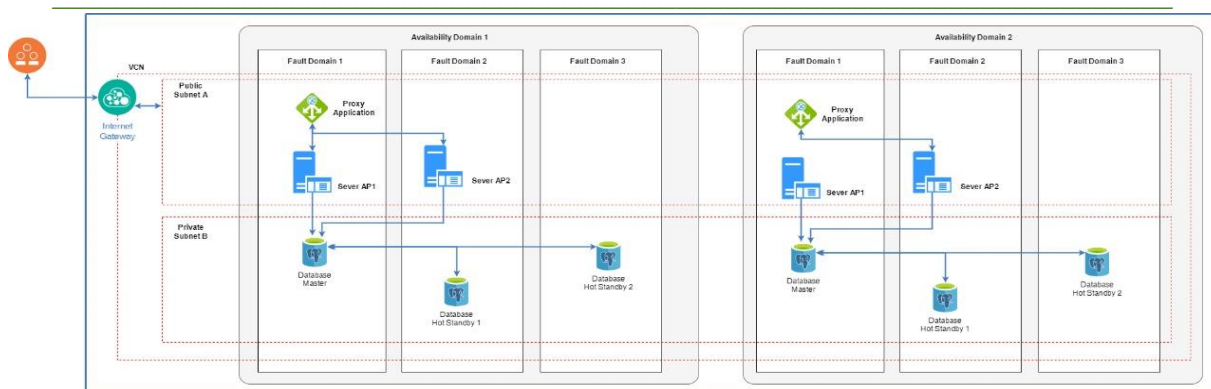 Availability Domain 1
Availability Domain 2
Fault Domain 1
Fault Domain 2
Fault Domain 3
Fault Domain 1
Fault Domain 2
Fault Domain 3
VCN
Public
Subnet A
Internet
Gateway
Proxy
Application
Sever AP1
Sever AP2
Proxy
Application
Sever AP1
Sever AP2
Private
Subnet B
Database
Master
Database
Hot Standby 1
Database
Hot Standby 2
Database
Master
Database
Hot Standby 1
Database
Hot Standby 2